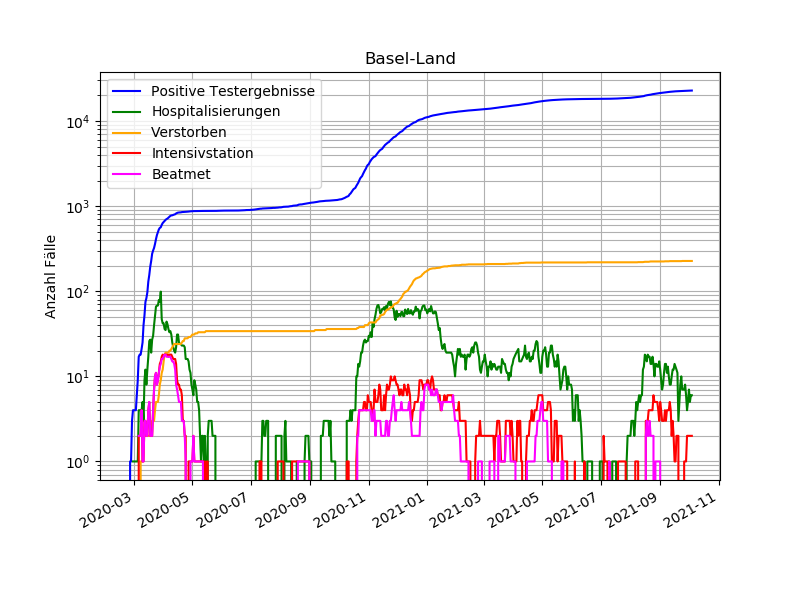 Basel-Land
Positive Testergebnisse
Hospitalisierungen
Verstorben
Intensivstation
Beatmet
Anzahl Fälle
10^4
10^3
10^2
10^1
10^0
2020-03
2020-05
2020-07
2020-09
2020-11
2021-01
2021-03
2021-05
2021-07
2021-09
2021-11